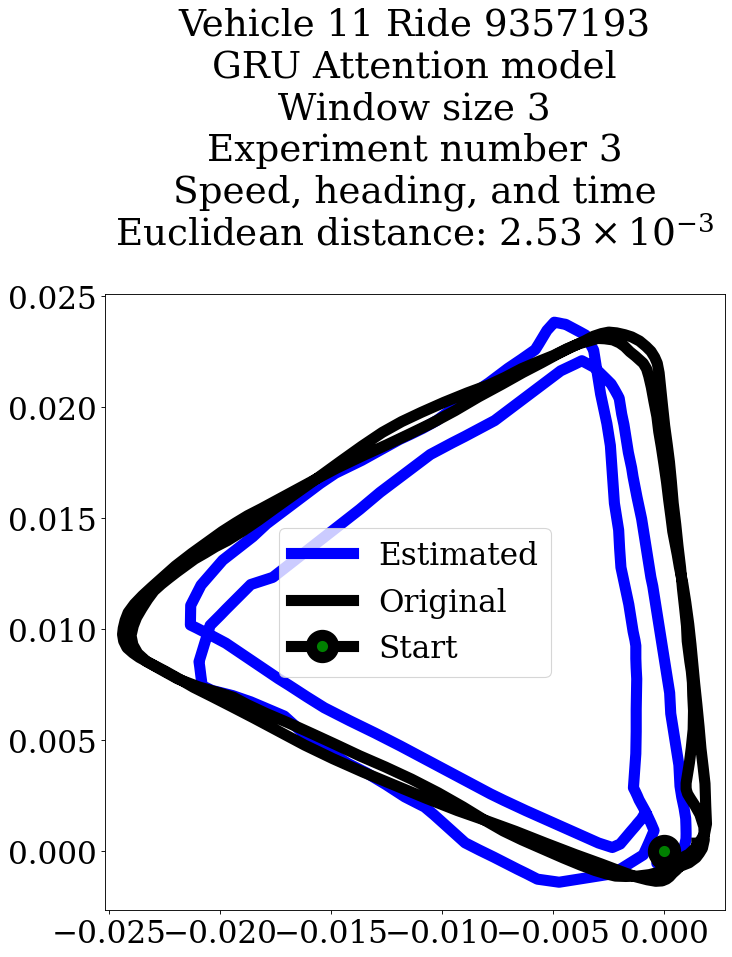 Vehicle 11 Ride 9357193
GRU Attention model
Window size 3
Experiment number 3
Speed, heading, and time
Euclidean distance: 2.53 × 10⁻³
0.025
0.020
0.015
0.010
0.005
0.000
Estimated
Original
Start
−0.025 −0.020 −0.015 −0.010 −0.005 0.000